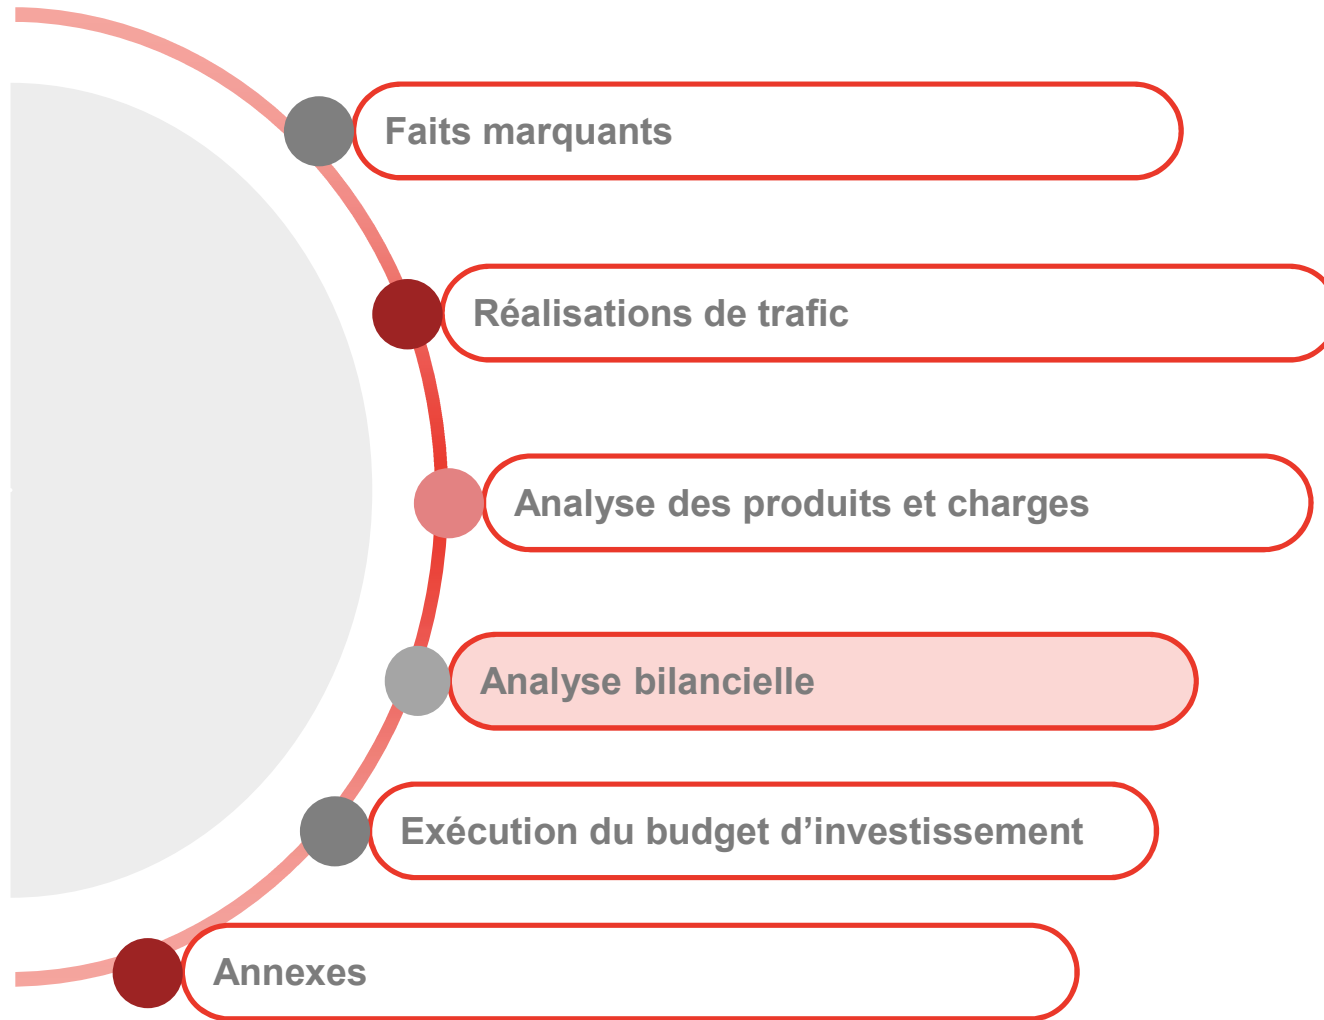 Faits marquants
Réalisations de trafic
Analyse des produits et charges
Analyse bilancielle
Exécution du budget d’investissement
Annexes